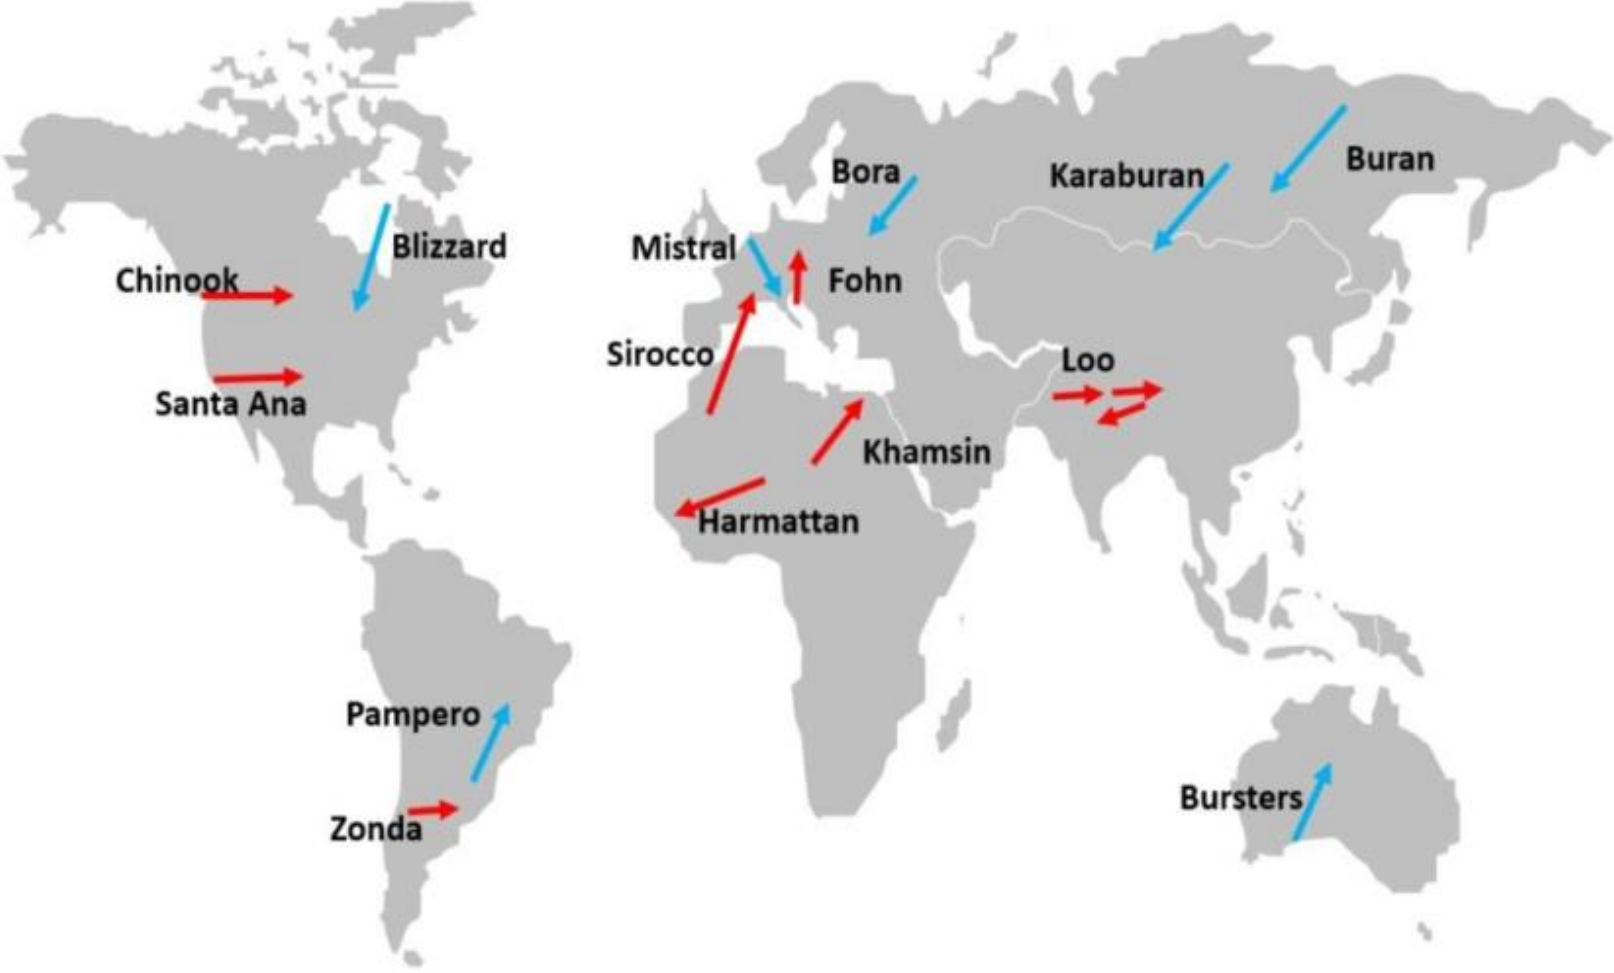 Bora
Karaburan
Buran
Blizzard
Mistral
Chinook
Fohn
Sirocco
Loo
Santa Ana
Khamsin
Harmattan
Pampero
Bursters
Zonda